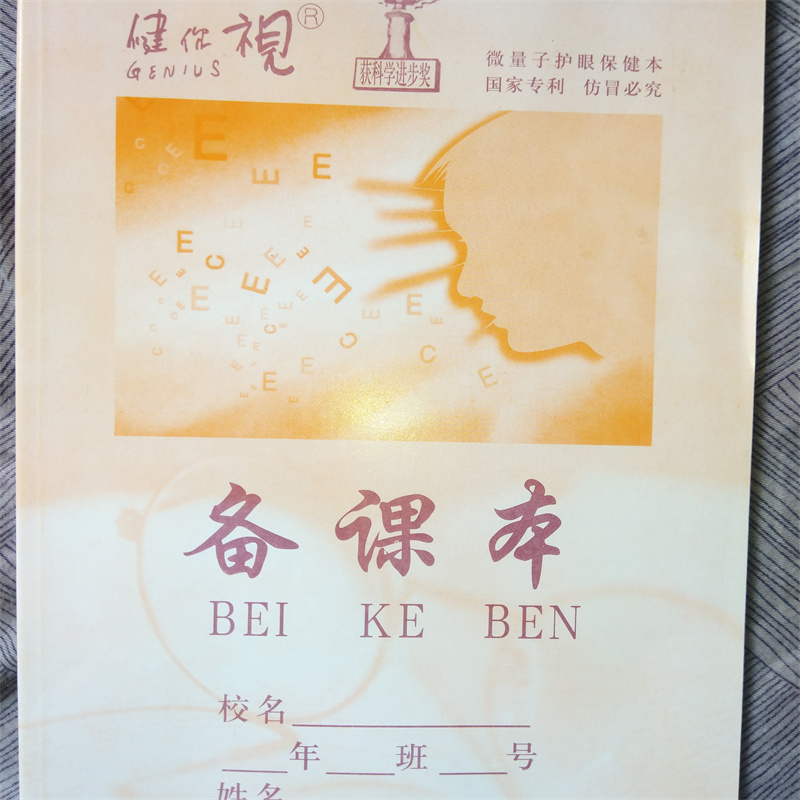 健你視®
GENIUS
获科学进步奖
微量子护眼保健本
国家专利 仿冒必究
备课本
BEI KE BEN
校名
年 班 号
姓名